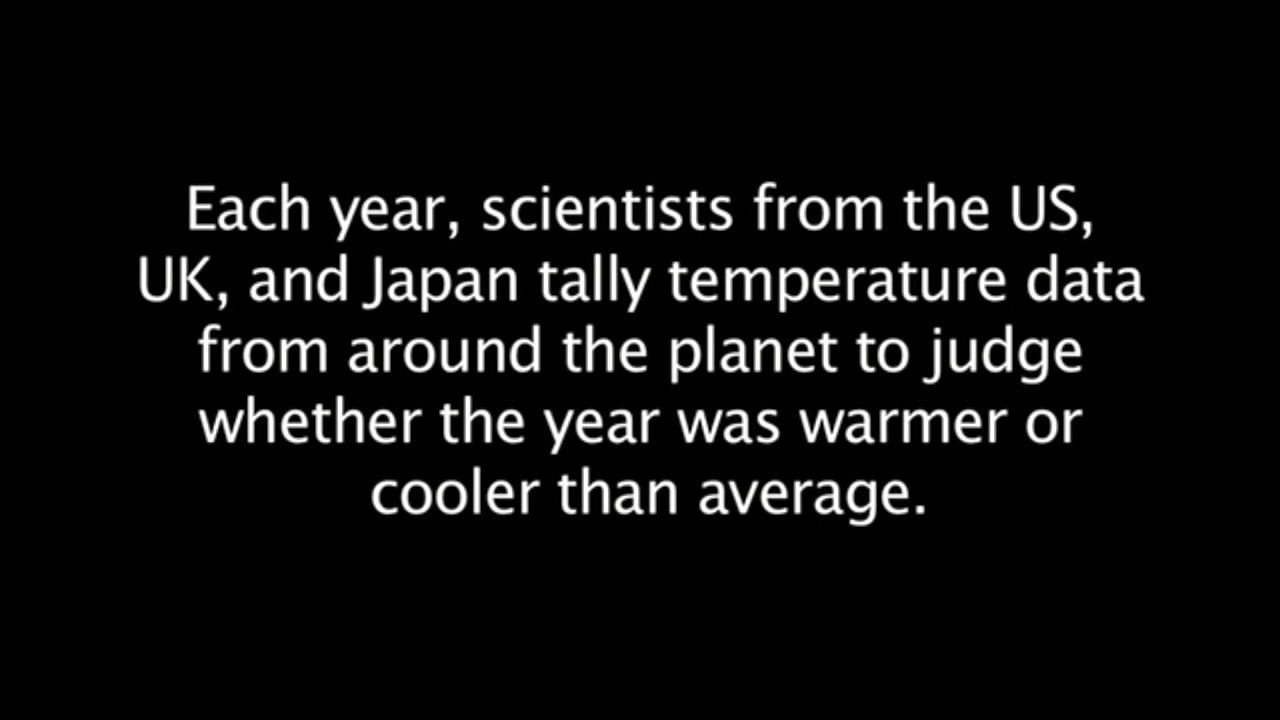 Each year, scientists from the US,
UK, and Japan tally temperature data
from around the planet to judge
whether the year was warmer or
cooler than average.